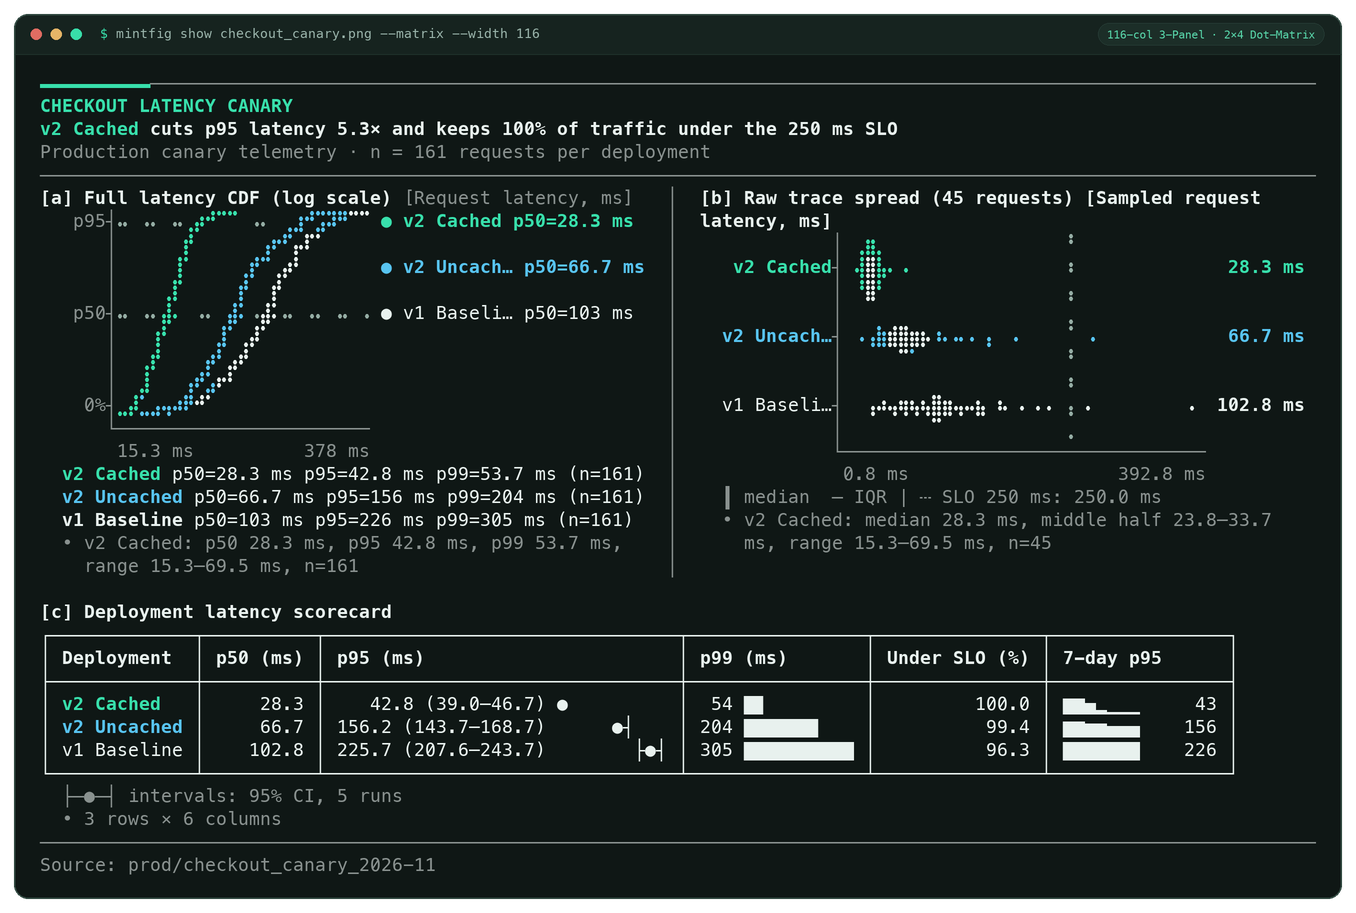 $ mintfig show checkout_canary.png --matrix --width 116
116-col 3-Panel · 2×4 Dot-Matrix
CHECKOUT LATENCY CANARY
v2 Cached cuts p95 latency 5.3× and keeps 100% of traffic under the 250 ms SLO
Production canary telemetry · n = 161 requests per deployment
[a] Full latency CDF (log scale) [Request latency, ms]
p95
v2 Cached p50=28.3 ms
v2 Uncach… p50=66.7 ms
p50
v1 Baseli… p50=103 ms
0%
15.3 ms 378 ms
v2 Cached p50=28.3 ms p95=42.8 ms p99=53.7 ms (n=161)
v2 Uncached p50=66.7 ms p95=156 ms p99=204 ms (n=161)
v1 Baseline p50=103 ms p95=226 ms p99=305 ms (n=161)
• v2 Cached: p50 28.3 ms, p95 42.8 ms, p99 53.7 ms,
range 15.3–69.5 ms, n=161
[b] Raw trace spread (45 requests) [Sampled request
latency, ms]
v2 Cached 28.3 ms
v2 Uncach… 66.7 ms
v1 Baseli… 102.8 ms
0.8 ms 392.8 ms
┃ median — IQR | ┄ SLO 250 ms: 250.0 ms
• v2 Cached: median 28.3 ms, middle half 23.8–33.7
ms, range 15.3–69.5 ms, n=45
[c] Deployment latency scorecard
Deployment p50 (ms) p95 (ms) p99 (ms) Under SLO (%) 7-day p95
v2 Cached 28.3 42.8 (39.0–46.7) 54 100.0 43
v2 Uncached 66.7 156.2 (143.7–168.7) 204 99.4 156
v1 Baseline 102.8 225.7 (207.6–243.7) 305 96.3 226
├─●─┤ intervals: 95% CI, 5 runs
• 3 rows × 6 columns
Source: prod/checkout_canary_2026-11